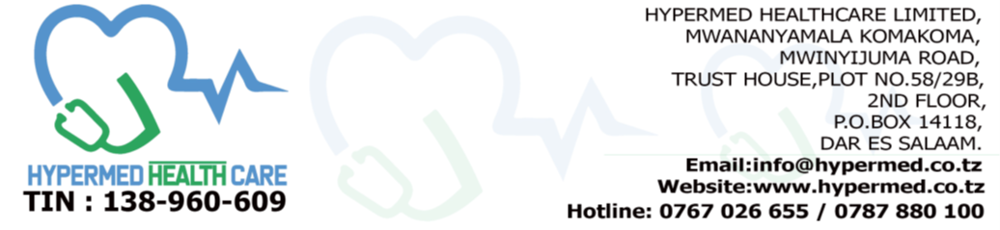 HYPERMED HEALTH CARE
TIN : 138-960-609
HYPERMED HEALTHCARE LIMITED,
MWANANYAMALA KOMAKOMA,
MWINYIJUMA ROAD,
TRUST HOUSE,PLOT NO.58/29B,
2ND FLOOR,
P.O.BOX 14118,
DAR ES SALAAM.
Email:info@hypermed.co.tz
Website:www.hypermed.co.tz
Hotline: 0767 026 655 / 0787 880 100